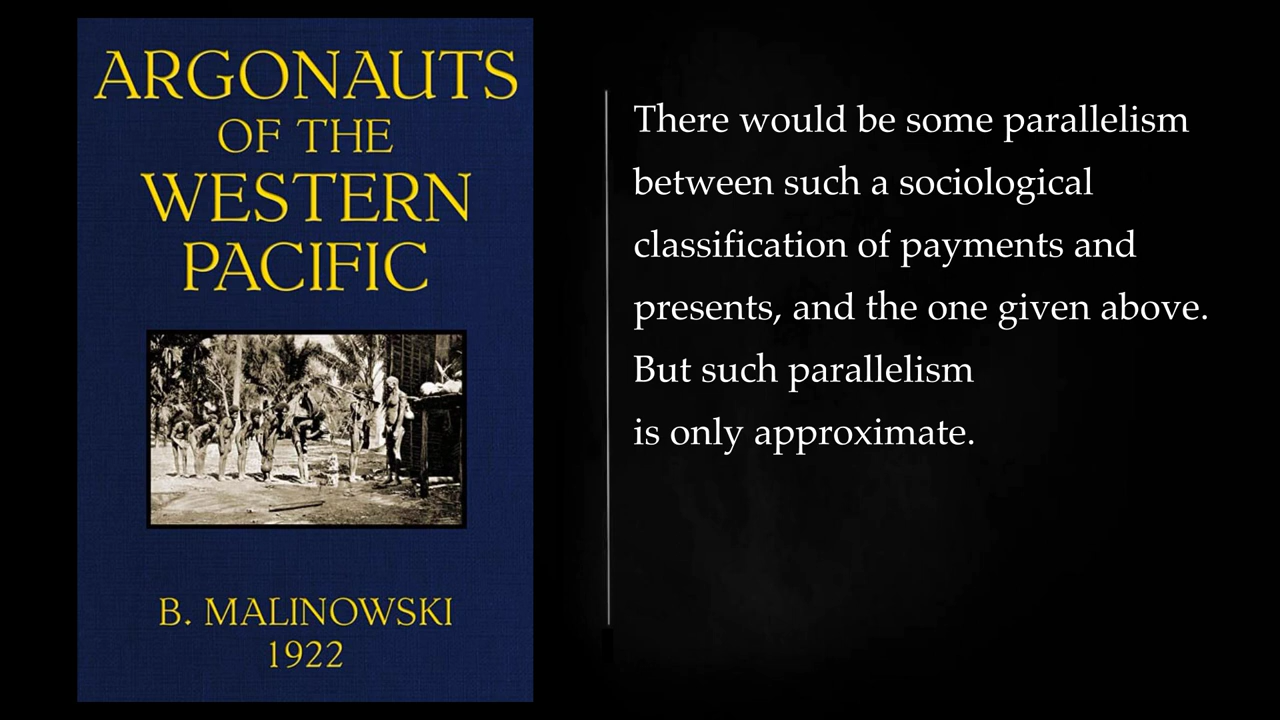 ARGONAUTS
OF THE
WESTERN
PACIFIC
B. MALINOWSKI
1922
There would be some parallelism
between such a sociological
classification of payments and
presents, and the one given above.
But such parallelism
is only approximate.